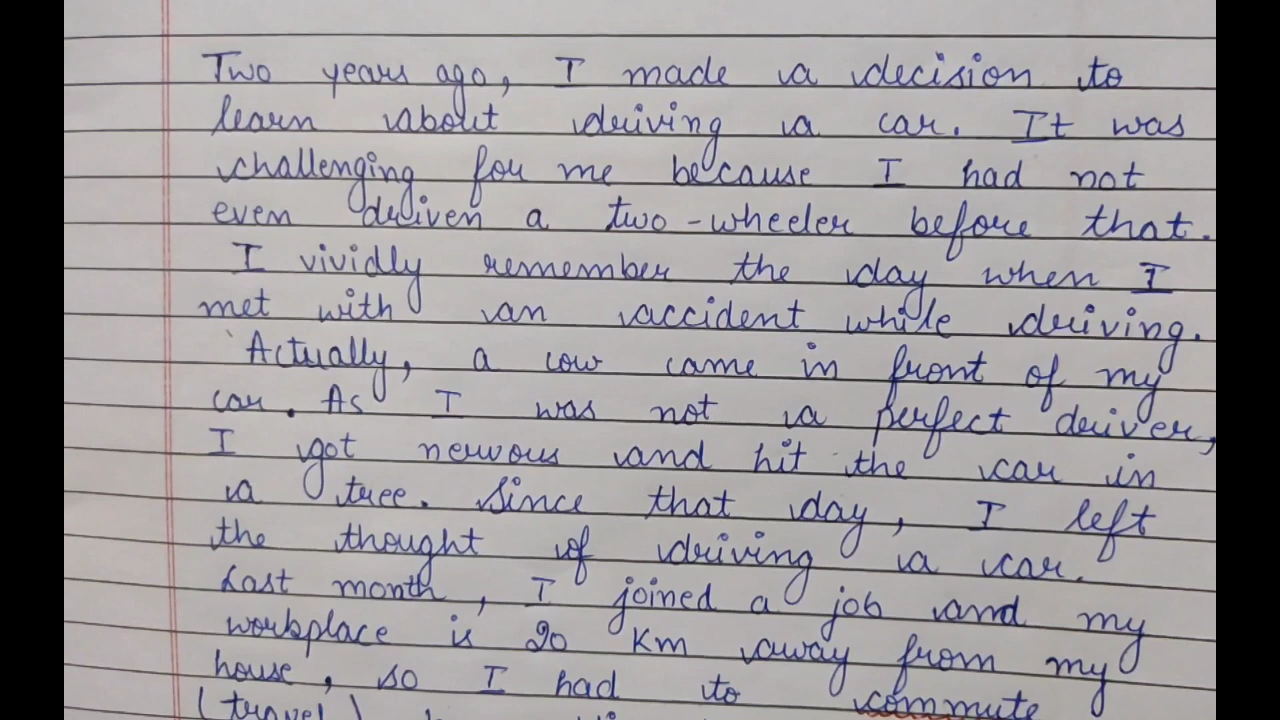 Two years ago, I made a decision to
learn about driving a car. It was
challenging for me because I had not
even driven a two-wheeler before that.
I vividly remember the day when I
met with an accident while driving.
Actually, a cow came in front of my
car. As I was not a perfect driver,
I got nervous and hit the car in
a tree. Since that day, I left
the thought of driving a car.
Last month, I joined a job and my
workplace is 20 Km away from my
house, so I had to commute
(travel)